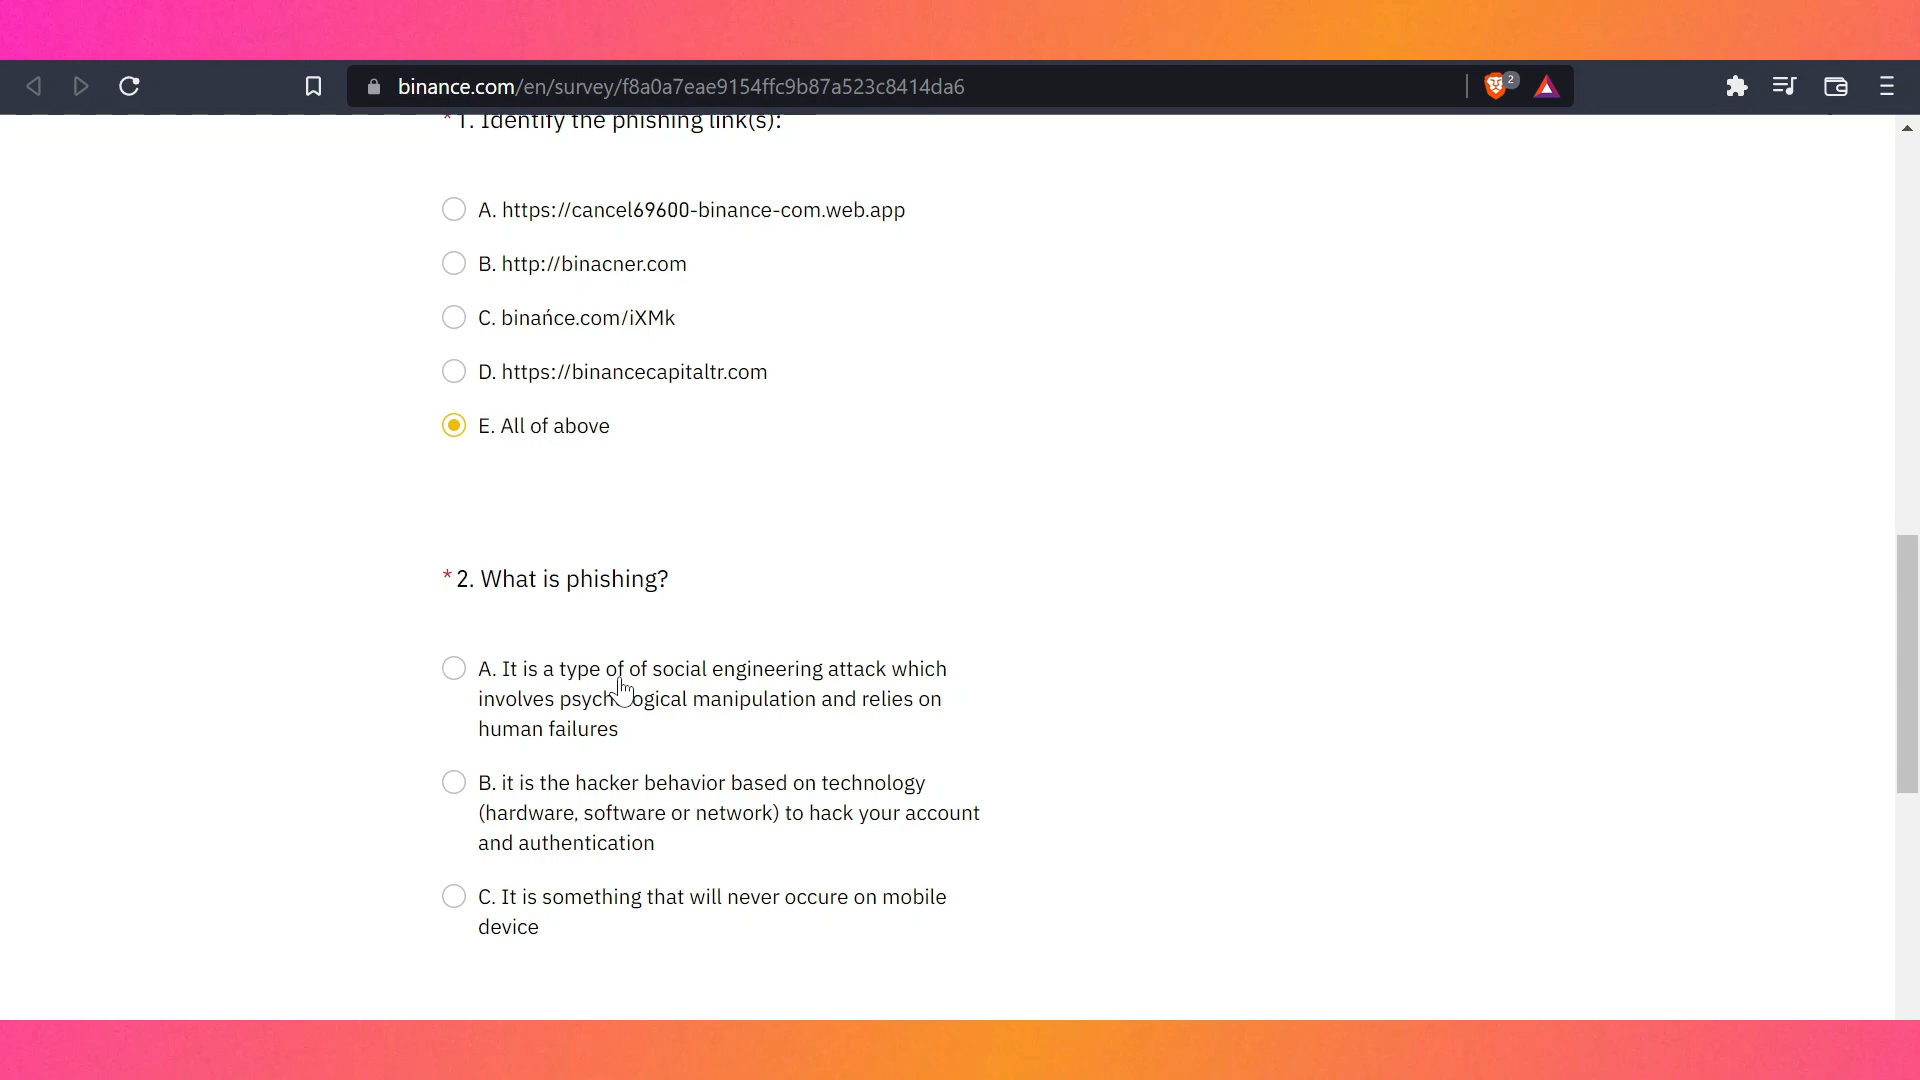 binance.com/en/survey/f8a0a7eae9154ffc9b87a523c8414da6
2
* 1. Identify the phishing link(s):
A. https://cancel69600-binance-com.web.app
B. http://binacner.com
C. binańce.com/iXMk
D. https://binancecapitaltr.com
E. All of above
* 2. What is phishing?
A. It is a type of of social engineering attack which
involves psychological manipulation and relies on
human failures
B. it is the hacker behavior based on technology
(hardware, software or network) to hack your account
and authentication
C. It is something that will never occure on mobile
device